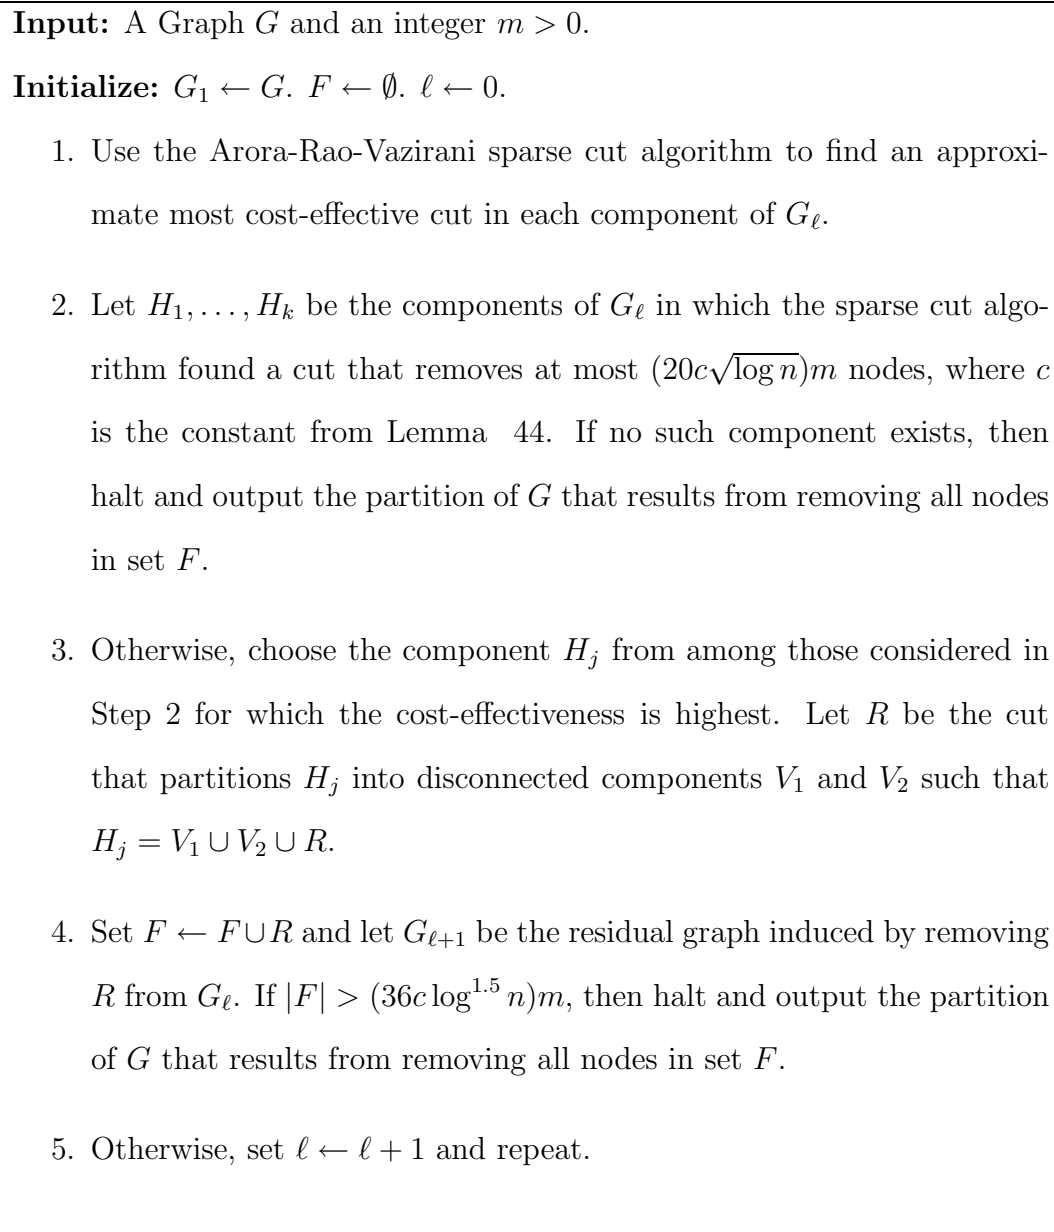 Input: A Graph G and an integer m > 0.
Initialize: G₁ ← G. F ← ∅. ℓ ← 0.
1. Use the Arora-Rao-Vazirani sparse cut algorithm to find an approxi-
mate most cost-effective cut in each component of G_ℓ.
2. Let H₁, . . . , H_k be the components of G_ℓ in which the sparse cut algo-
rithm found a cut that removes at most (20c√log n)m nodes, where c
is the constant from Lemma 44. If no such component exists, then
halt and output the partition of G that results from removing all nodes
in set F.
3. Otherwise, choose the component H_j from among those considered in
Step 2 for which the cost-effectiveness is highest. Let R be the cut
that partitions H_j into disconnected components V₁ and V₂ such that
H_j = V₁ ∪ V₂ ∪ R.
4. Set F ← F ∪ R and let G_{ℓ+1} be the residual graph induced by removing
R from G_ℓ. If |F| > (36c log^{1.5} n)m, then halt and output the partition
of G that results from removing all nodes in set F.
5. Otherwise, set ℓ ← ℓ + 1 and repeat.